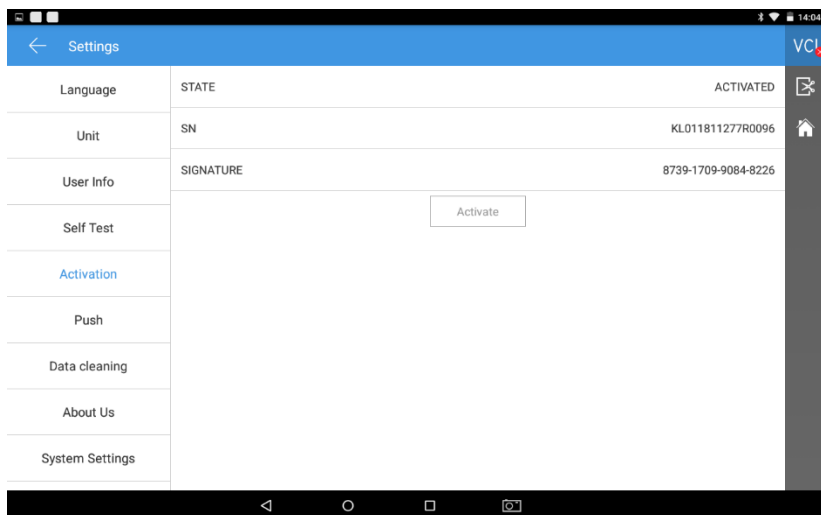 14:04
Settings
VCI
Language
STATE ACTIVATED
Unit
SN KL011811277R0096
User Info
SIGNATURE 8739-1709-9084-8226
Activate
Self Test
Activation
Push
Data cleaning
About Us
System Settings